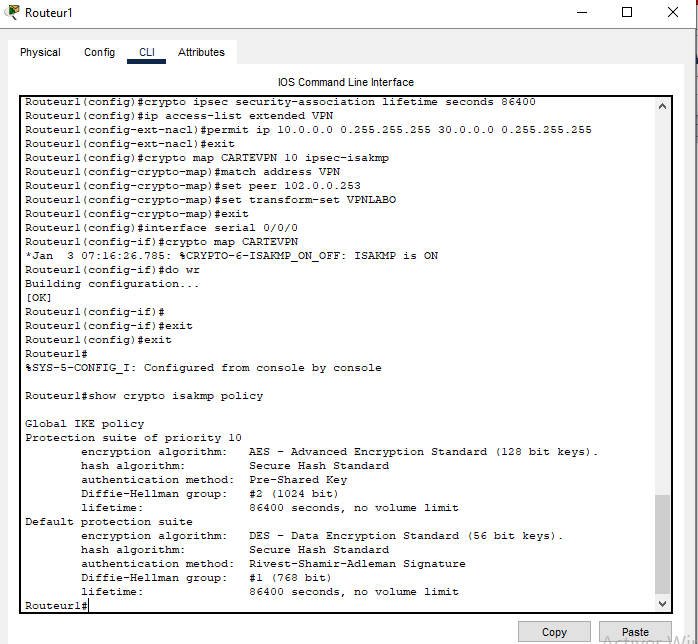 Routeur1
Physical Config CLI Attributes
IOS Command Line Interface
Routeur1(config)#crypto ipsec security-association lifetime seconds 86400
Routeur1(config)#ip access-list extended VPN
Routeur1(config-ext-nacl)#permit ip 10.0.0.0 0.255.255.255 30.0.0.0 0.255.255.255
Routeur1(config-ext-nacl)#exit
Routeur1(config)#crypto map CARTEVPN 10 ipsec-isakmp
Routeur1(config-crypto-map)#match address VPN
Routeur1(config-crypto-map)#set peer 102.0.0.253
Routeur1(config-crypto-map)#set transform-set VPNLABO
Routeur1(config-crypto-map)#exit
Routeur1(config)#interface serial 0/0/0
Routeur1(config-if)#crypto map CARTEVPN
*Jan  3 07:16:26.785: %CRYPTO-6-ISAKMP_ON_OFF: ISAKMP is ON
Routeur1(config-if)#do wr
Building configuration...
[OK]
Routeur1(config-if)#
Routeur1(config-if)#exit
Routeur1(config)#exit
Routeur1#
%SYS-5-CONFIG_I: Configured from console by console
Routeur1#show crypto isakmp policy
Global IKE policy
Protection suite of priority 10
encryption algorithm:   AES - Advanced Encryption Standard (128 bit keys).
hash algorithm:         Secure Hash Standard
authentication method:  Pre-Shared Key
Diffie-Hellman group:   #2 (1024 bit)
lifetime:               86400 seconds, no volume limit
Default protection suite
encryption algorithm:   DES - Data Encryption Standard (56 bit keys).
hash algorithm:         Secure Hash Standard
authentication method:  Rivest-Shamir-Adleman Signature
Diffie-Hellman group:   #1 (768 bit)
lifetime:               86400 seconds, no volume limit
Routeur1#
Copy Paste